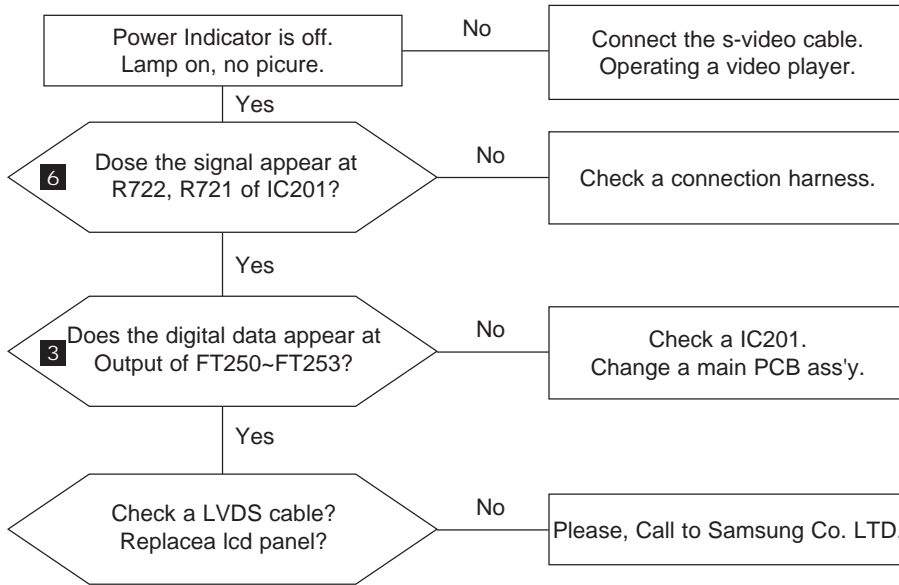 Power Indicator is off.
Lamp on, no picure.
No
Connect the s-video cable.
Operating a video player.
Yes
6
Dose the signal appear at
R722, R721 of IC201?
No
Check a connection harness.
Yes
3
Does the digital data appear at
Output of FT250~FT253?
No
Check a IC201.
Change a main PCB ass'y.
Yes
Check a LVDS cable?
Replacea lcd panel?
No
Please, Call to Samsung Co. LTD.